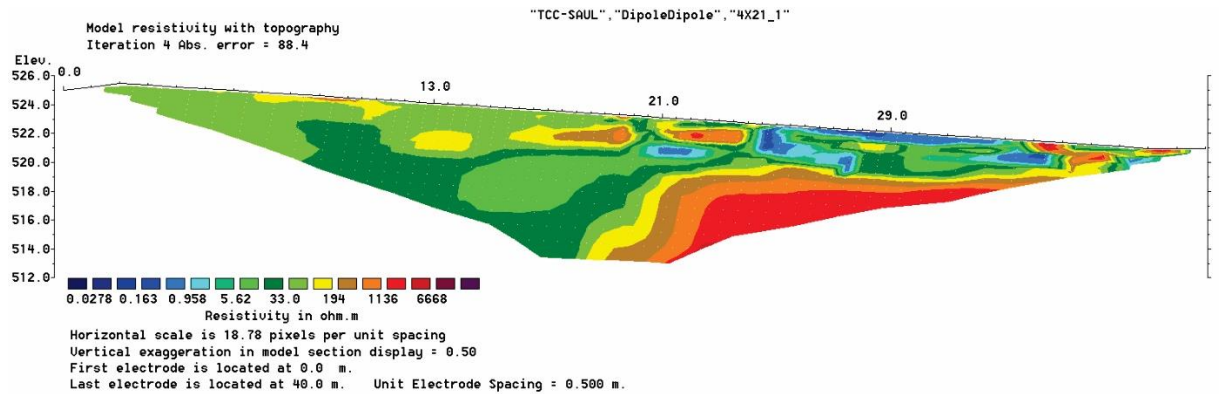 "TCC-SAUL","DipoleDipole","4X21_1"
Model resistivity with topography
Iteration 4 Abs. error = 88.4
Elev.
526.0
0.0
13.0
524.0
21.0
522.0
29.0
520.0
518.0
516.0
514.0
512.0
0.0278 0.163 0.958 5.62 33.0 194 1136 6668
Resistivity in ohm.m
Horizontal scale is 18.78 pixels per unit spacing
Vertical exaggeration in model section display = 0.50
First electrode is located at 0.0 m.
Last electrode is located at 40.0 m. Unit Electrode Spacing = 0.500 m.